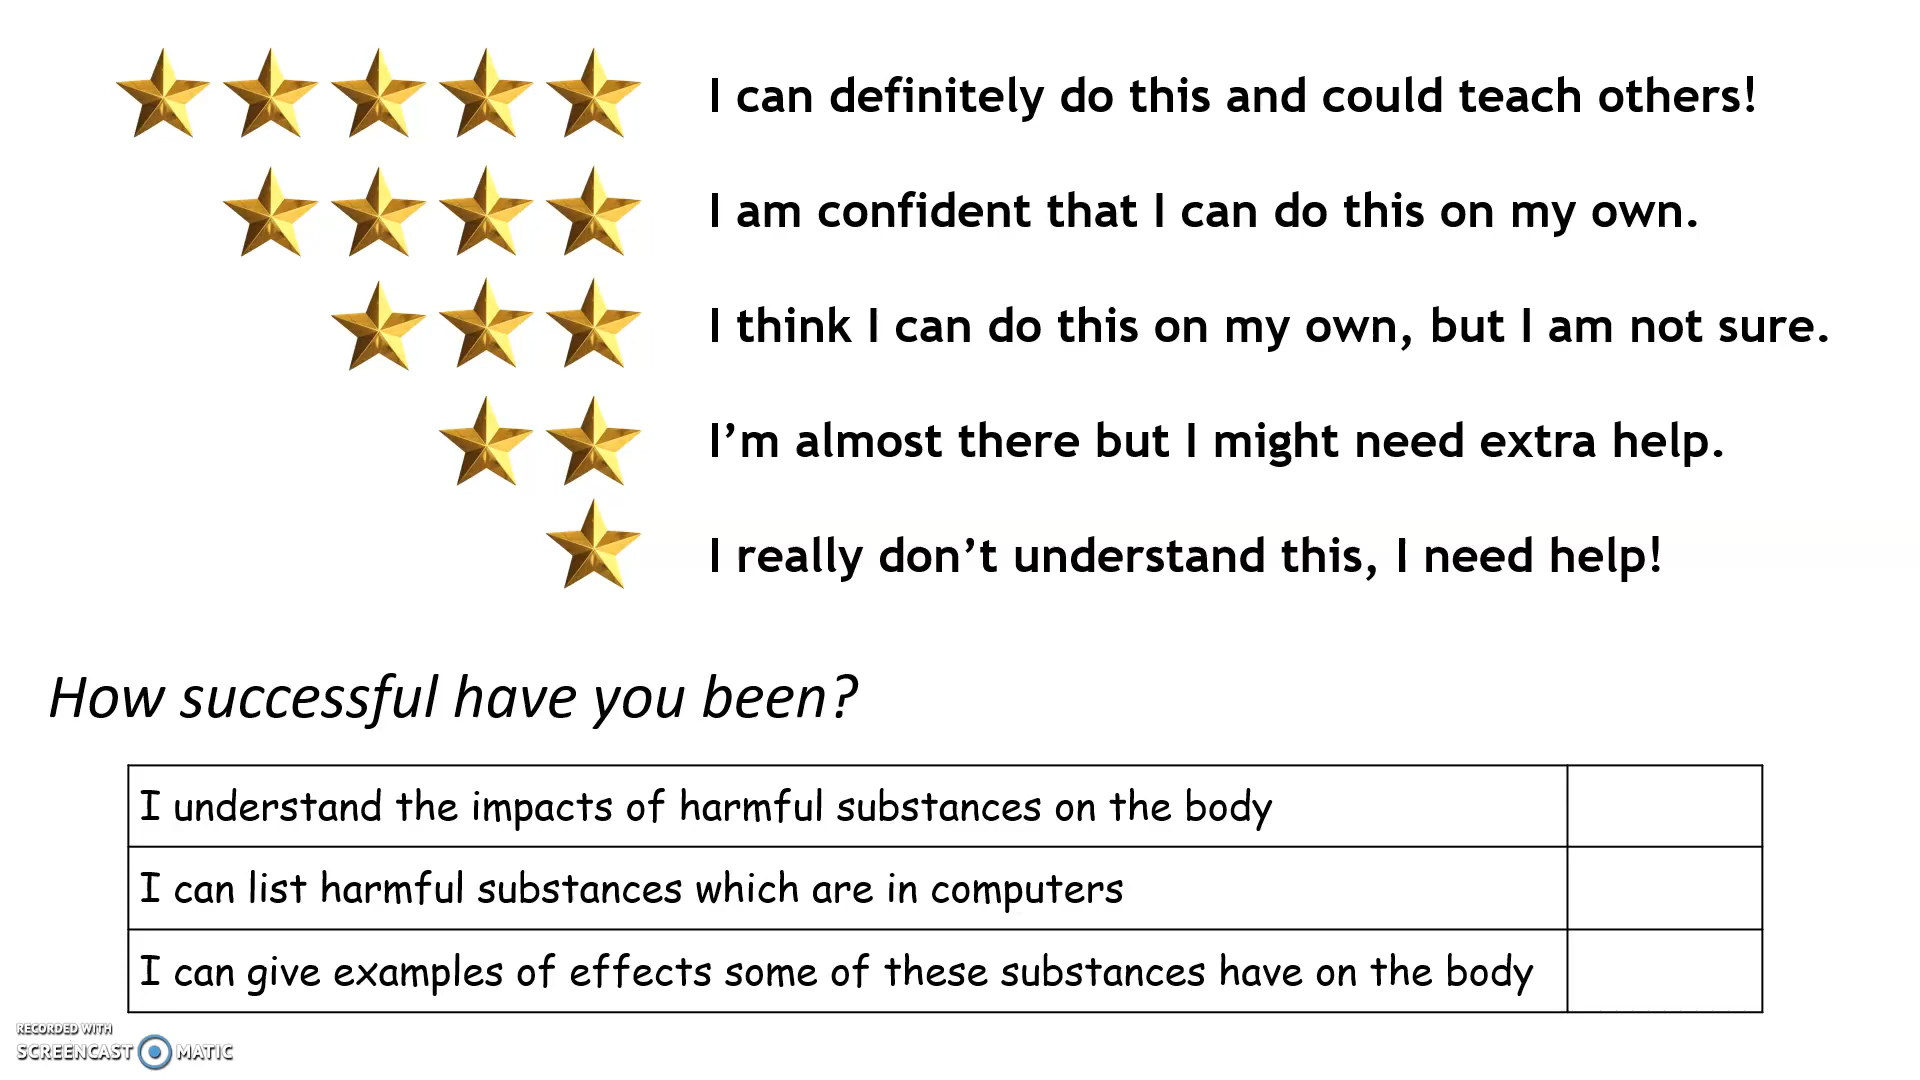 I can definitely do this and could teach others!
I am confident that I can do this on my own.
I think I can do this on my own, but I am not sure.
I’m almost there but I might need extra help.
I really don’t understand this, I need help!
How successful have you been?
I understand the impacts of harmful substances on the body
I can list harmful substances which are in computers
I can give examples of effects some of these substances have on the body
RECORDED WITH
SCREENCAST MATIC